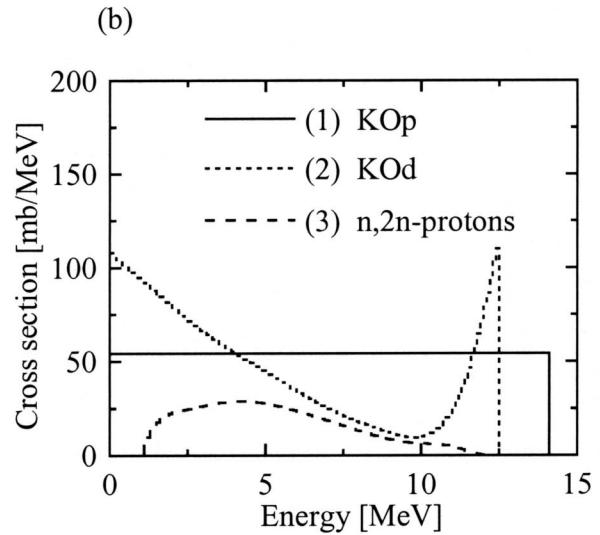 (b)
200
150
100
50
0
Cross section [mb/MeV]
(1) KOp
(2) KOd
(3) n,2n-protons
0 5 10 15
Energy [MeV]